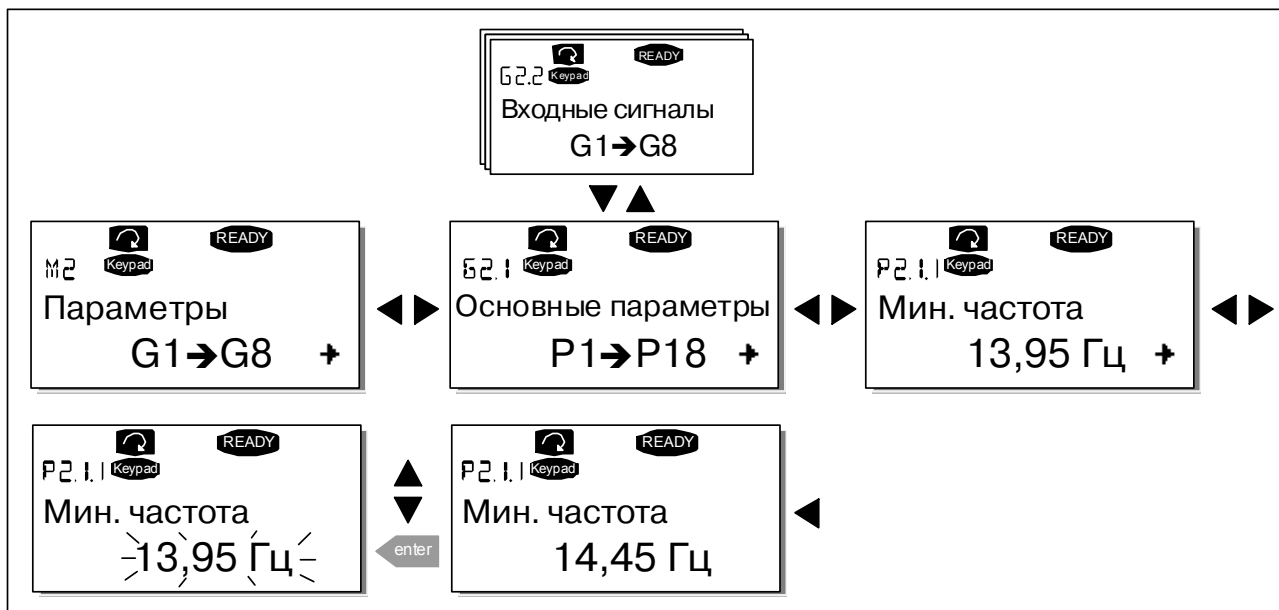 READY
G2.2 Keypad
Входные сигналы
G1➔G8
READY
M2 Keypad
Параметры
G1➔G8
READY
G2.1 Keypad
Основные параметры
P1➔P18
READY
P2.1.1 Keypad
Мин. частота
13,95 Гц
READY
P2.1.1 Keypad
Мин. частота
13,95 Гц
enter
READY
P2.1.1 Keypad
Мин. частота
14,45 Гц